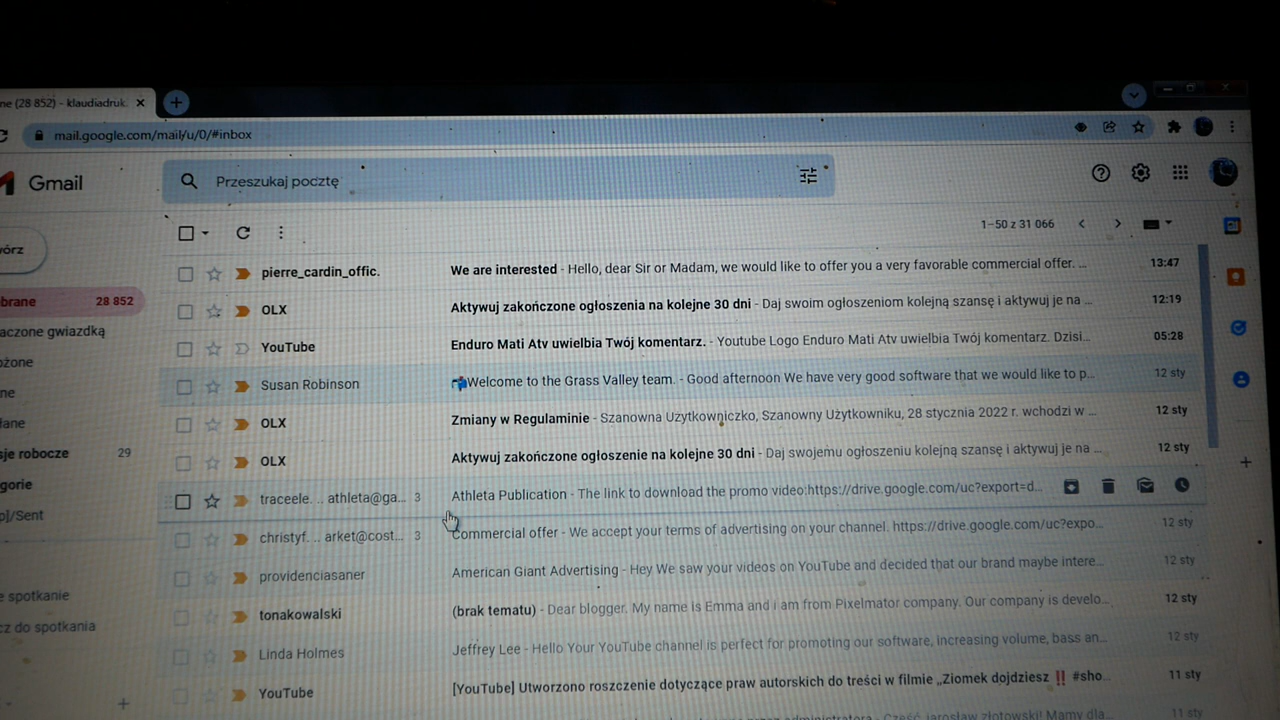 ne (28 852) - klaudiadruk
mail.google.com/mail/u/0/#inbox
Gmail
Przeszukaj pocztę
1–50 z 31 066
wórz
brane 28 852
aczone gwiazdką
ożone
ne
fane
sje robocze 29
gorie
p]/Sent
e spotkanie
cz do spotkania
pierre_cardin_offic. We are interested - Hello, dear Sir or Madam, we would like to offer you a very favorable commercial offer. ... 13:47
OLX Aktywuj zakończone ogłoszenia na kolejne 30 dni - Daj swoim ogłoszeniom kolejną szansę i aktywuj je na ... 12:19
YouTube Enduro Mati Atv uwielbia Twój komentarz. - Youtube Logo Enduro Mati Atv uwielbia Twój komentarz. Dzisi... 05:28
Susan Robinson 📬Welcome to the Grass Valley team. - Good afternoon We have very good software that we would like to p... 12 sty
OLX Zmiany w Regulaminie - Szanowna Użytkowniczko, Szanowny Użytkowniku, 28 stycznia 2022 r. wchodzi w ... 12 sty
OLX Aktywuj zakończone ogłoszenie na kolejne 30 dni - Daj swojemu ogłoszeniu kolejną szansę i aktywuj je na ... 12 sty
traceele. .. athleta@ga... 3 Athleta Publication - The link to download the promo video:https://drive.google.com/uc?export=d...
christyf. .. arket@cost... 3 Commercial offer - We accept your terms of advertising on your channel. https://drive.google.com/uc?expo... 12 sty
providenciasaner American Giant Advertising - Hey We saw your videos on YouTube and decided that our brand maybe intere... 12 sty
tonakowalski (brak tematu) - Dear blogger. My name is Emma and i am from Pixelmator company. Our company is develo... 12 sty
Linda Holmes Jeffrey Lee - Hello Your YouTube channel is perfect for promoting our software, increasing volume, bass an... 12 sty
YouTube [YouTube] Utworzono roszczenie dotyczące praw autorskich do treści w filmie „Ziomek dojdziesz ‼️ #sho... 11 sty